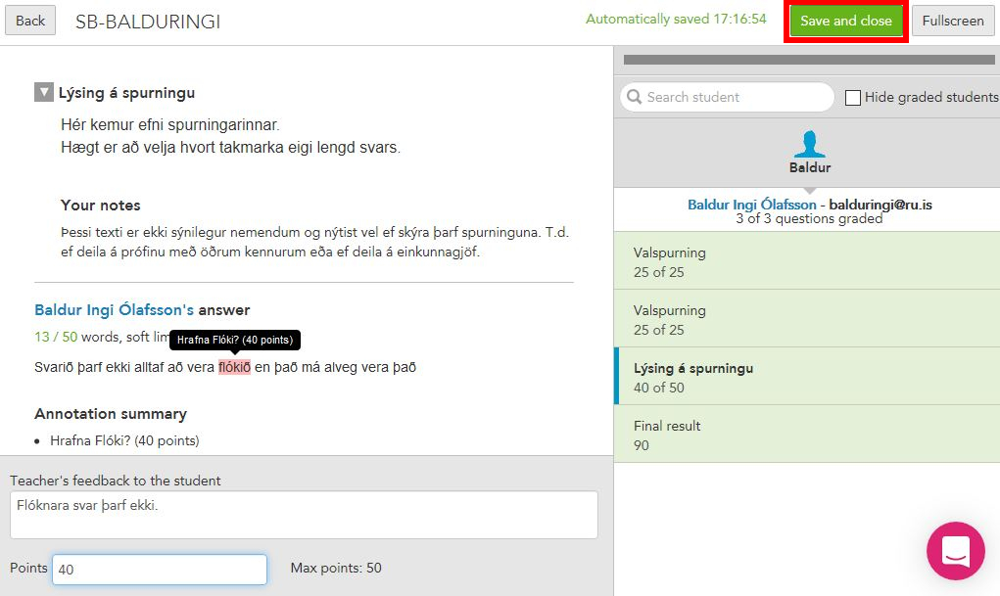 Back
SB-BALDURINGI
Automatically saved 17:16:54
Save and close
Fullscreen
Lýsing á spurningu
Hér kemur efni spurningarinnar.
Hægt er að velja hvort takmarka eigi lengd svars.
Your notes
Þessi texti er ekki sýnilegur nemendum og nýtist vel ef skýra þarf spurninguna. T.d.
ef deila á prófinu með öðrum kennurum eða ef deila á einkunnagjöf.
Baldur Ingi Ólafsson's answer
13 / 50 words, soft lim
Hrafna Flóki? (40 points)
Svarið þarf ekki alltaf að vera flókið en það má alveg vera það
Annotation summary
• Hrafna Flóki? (40 points)
Teacher's feedback to the student
Flóknara svar þarf ekki.
Points 40 Max points: 50
Search student
Hide graded students
Baldur
Baldur Ingi Ólafsson - balduringi@ru.is
3 of 3 questions graded
Valspurning
25 of 25
Valspurning
25 of 25
Lýsing á spurningu
40 of 50
Final result
90